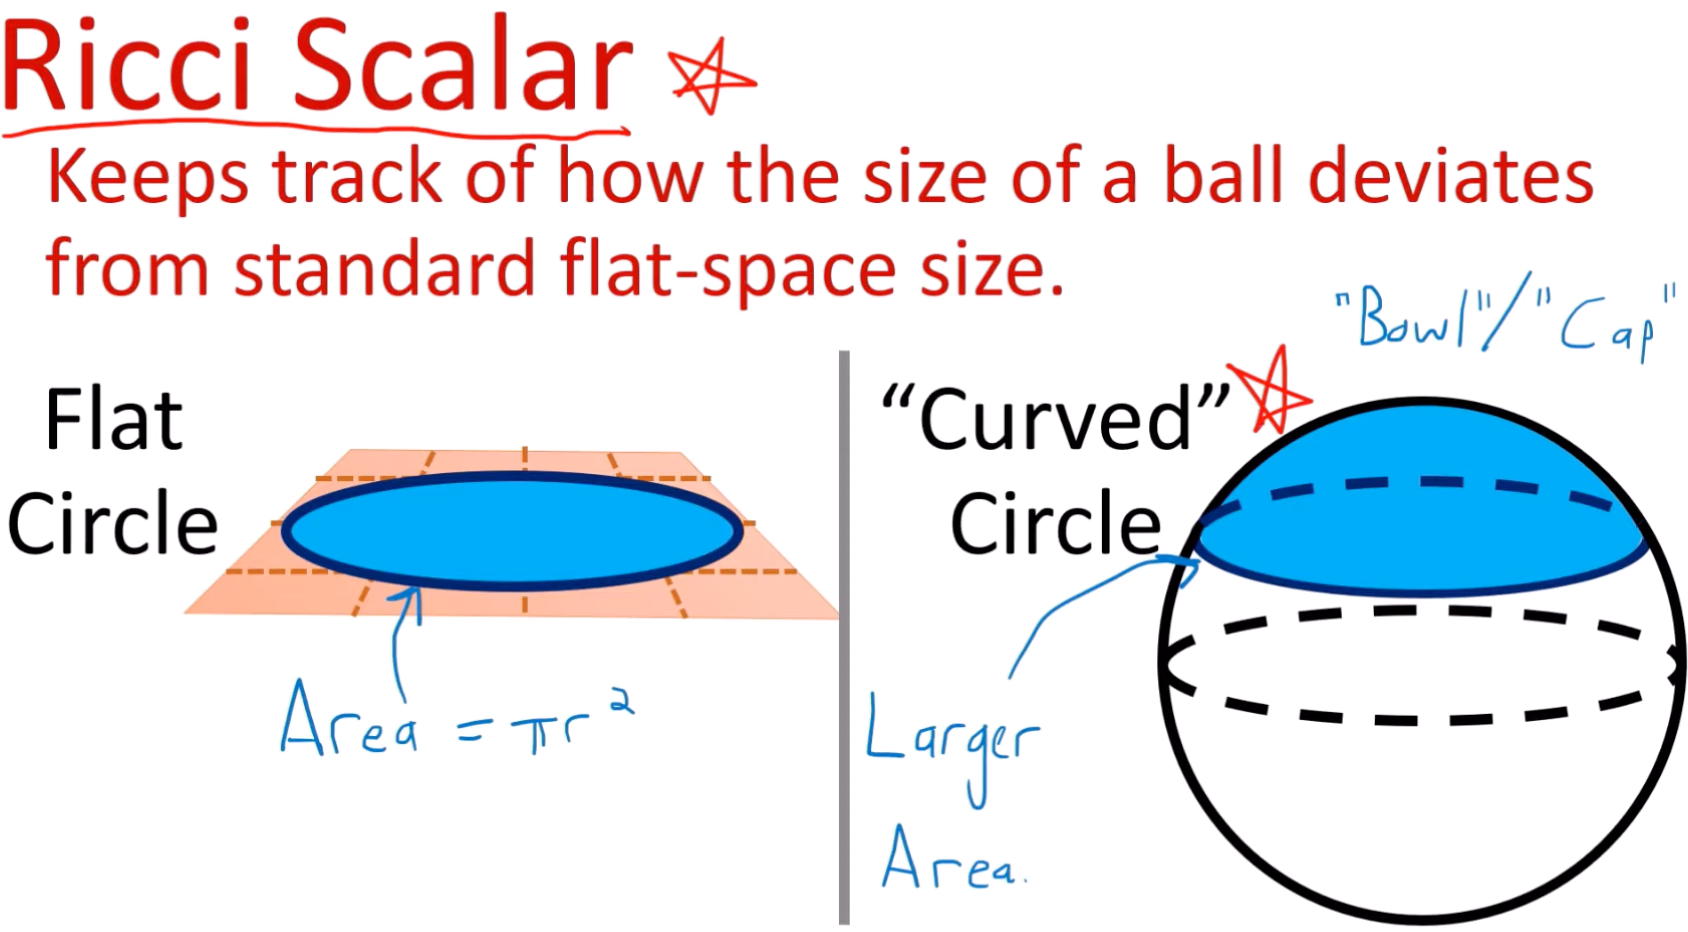 Ricci Scalar
Keeps track of how the size of a ball deviates
from standard flat-space size.
"Bowl"/"Cap"
Flat
Circle
Area = πr²
“Curved”
Circle
Larger
Area.